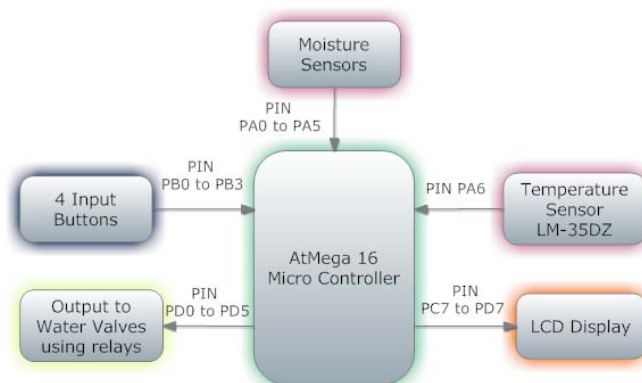 Moisture
Sensors
PIN
PA0 to PA5
PIN
PB0 to PB3
4 Input
Buttons
AtMega 16
Micro Controller
PIN PA6
Temperature
Sensor
LM-35DZ
PIN
PD0 to PD5
Output to
Water Valves
using relays
PIN
PC7 to PD7
LCD Display